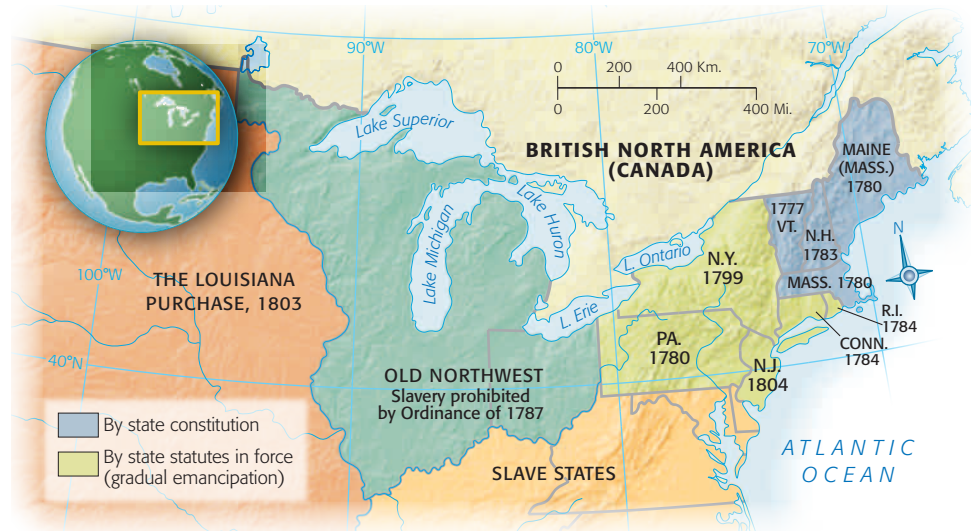 90°W
80°W
70°W
0 200 400 Km.
0 200 400 Mi.
Lake Superior
BRITISH NORTH AMERICA
(CANADA)
MAINE
(MASS.)
1780
Lake Michigan
Lake Huron
1777
VT.
N.H.
1783
L. Ontario
N.Y.
1799
N
100°W
THE LOUISIANA
PURCHASE, 1803
MASS. 1780
L. Erie
R.I.
1784
CONN.
1784
PA.
1780
N.J.
1804
40°N
OLD NORTHWEST
Slavery prohibited
by Ordinance of 1787
By state constitution
By state statutes in force
(gradual emancipation)
SLAVE STATES
ATLANTIC
OCEAN